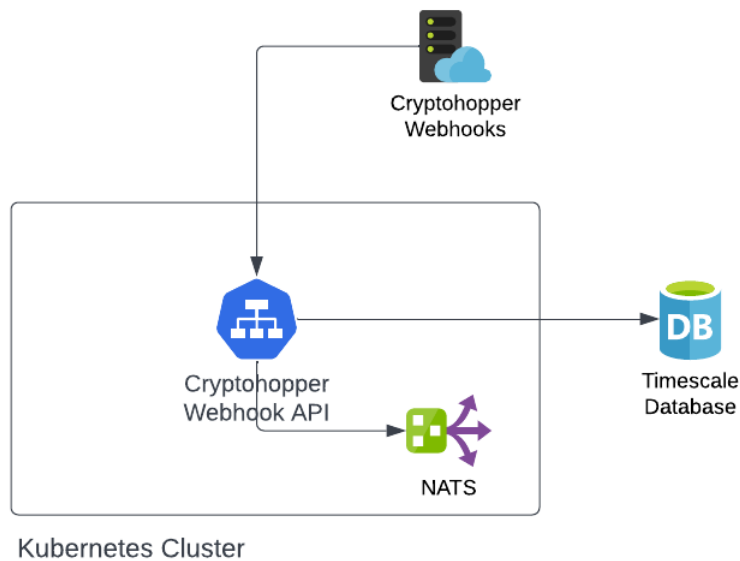 Cryptohopper
Webhooks
Cryptohopper
Webhook API
DB
Timescale
Database
NATS
Kubernetes Cluster